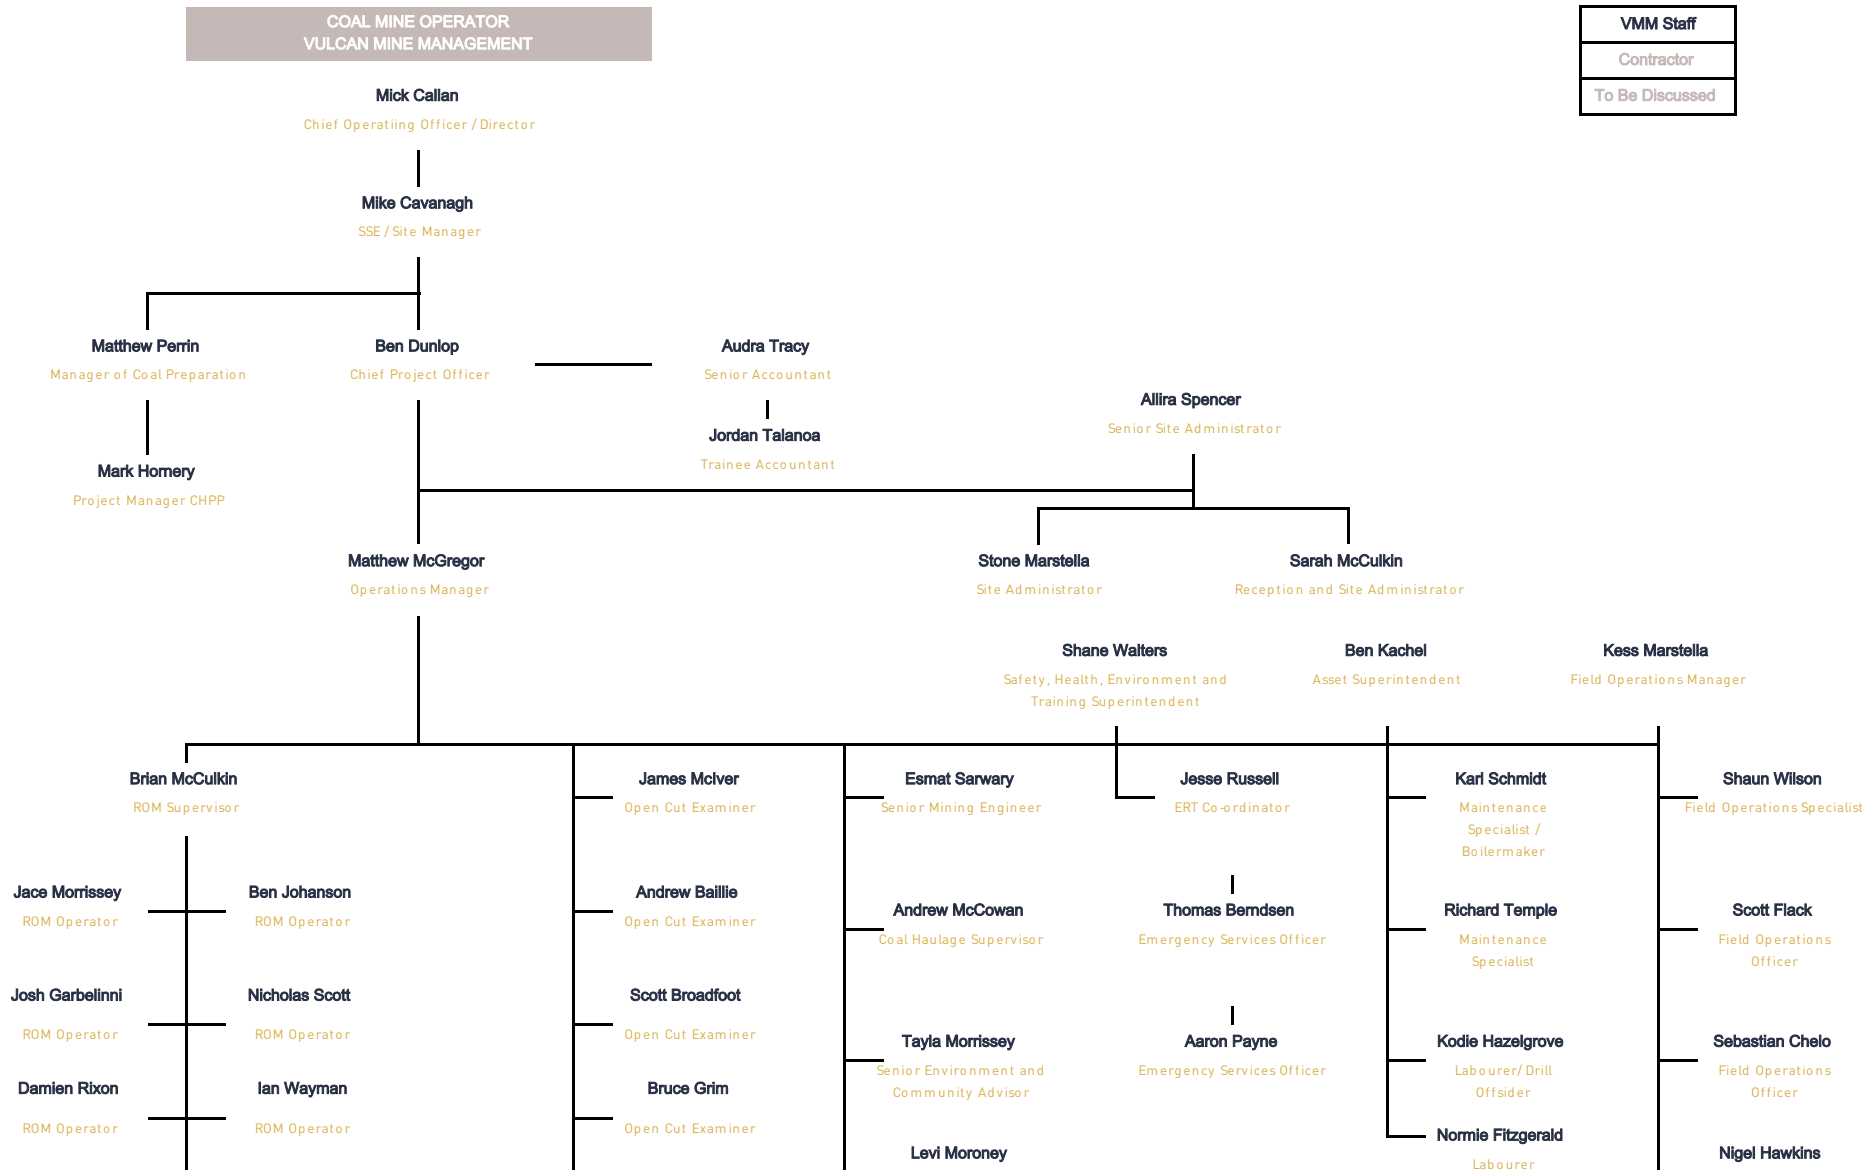 COAL MINE OPERATOR
VULCAN MINE MANAGEMENT
VMM Staff
Contractor
To Be Discussed
Mick Callan
Chief Operatiing Officer / Director
Mike Cavanagh
SSE / Site Manager
Matthew Perrin
Manager of Coal Preparation
Ben Dunlop
Chief Project Officer
Audra Tracy
Senior Accountant
Jordan Talanoa
Trainee Accountant
Allira Spencer
Senior Site Administrator
Mark Hornery
Project Manager CHPP
Matthew McGregor
Operations Manager
Stone Marstella
Site Administrator
Sarah McCulkin
Reception and Site Administrator
Shane Walters
Safety, Health, Environment and
Training Superintendent
Ben Kachel
Asset Superintendent
Kess Marstella
Field Operations Manager
Brian McCulkin
ROM Supervisor
James McIver
Open Cut Examiner
Esmat Sarwary
Senior Mining Engineer
Jesse Russell
ERT Co-ordinator
Karl Schmidt
Maintenance
Specialist /
Boilermaker
Shaun Wilson
Field Operations Specialist
Jace Morrissey
ROM Operator
Ben Johanson
ROM Operator
Andrew Baillie
Open Cut Examiner
Andrew McCowan
Coal Haulage Supervisor
Thomas Berndsen
Emergency Services Officer
Richard Temple
Maintenance
Specialist
Scott Flack
Field Operations
Officer
Josh Garbelinni
ROM Operator
Nicholas Scott
ROM Operator
Scott Broadfoot
Open Cut Examiner
Tayla Morrissey
Senior Environment and
Community Advisor
Aaron Payne
Emergency Services Officer
Kodie Hazelgrove
Labourer/ Drill
Offsider
Sebastian Chelo
Field Operations
Officer
Damien Rixon
ROM Operator
Ian Wayman
ROM Operator
Bruce Grim
Open Cut Examiner
Levi Moroney
Normie Fitzgerald
Labourer
Nigel Hawkins